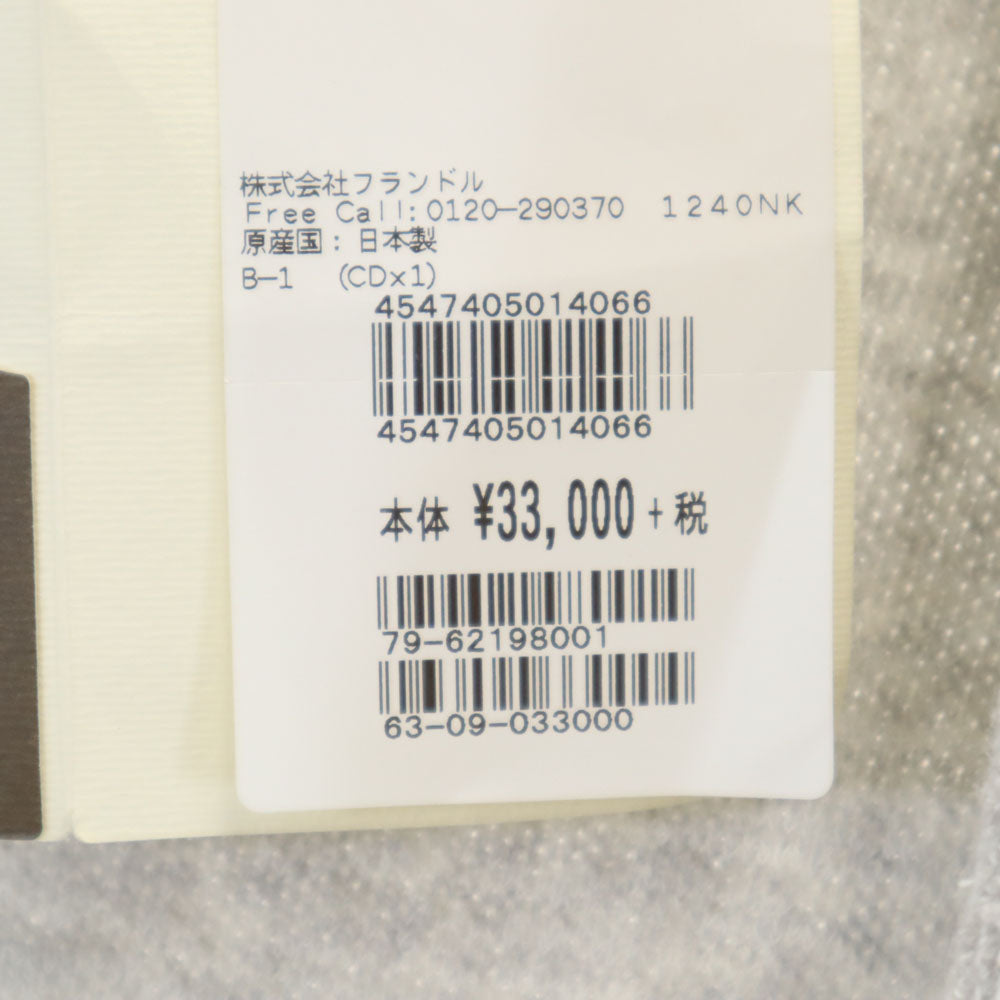 株式会社フランドル
Free Call:0120-290370 1240NK
原産国：日本製
B-1 (CDx1)
4547405014066
4547405014066
本体 ¥33,000+税
79-62198001
63-09-033000